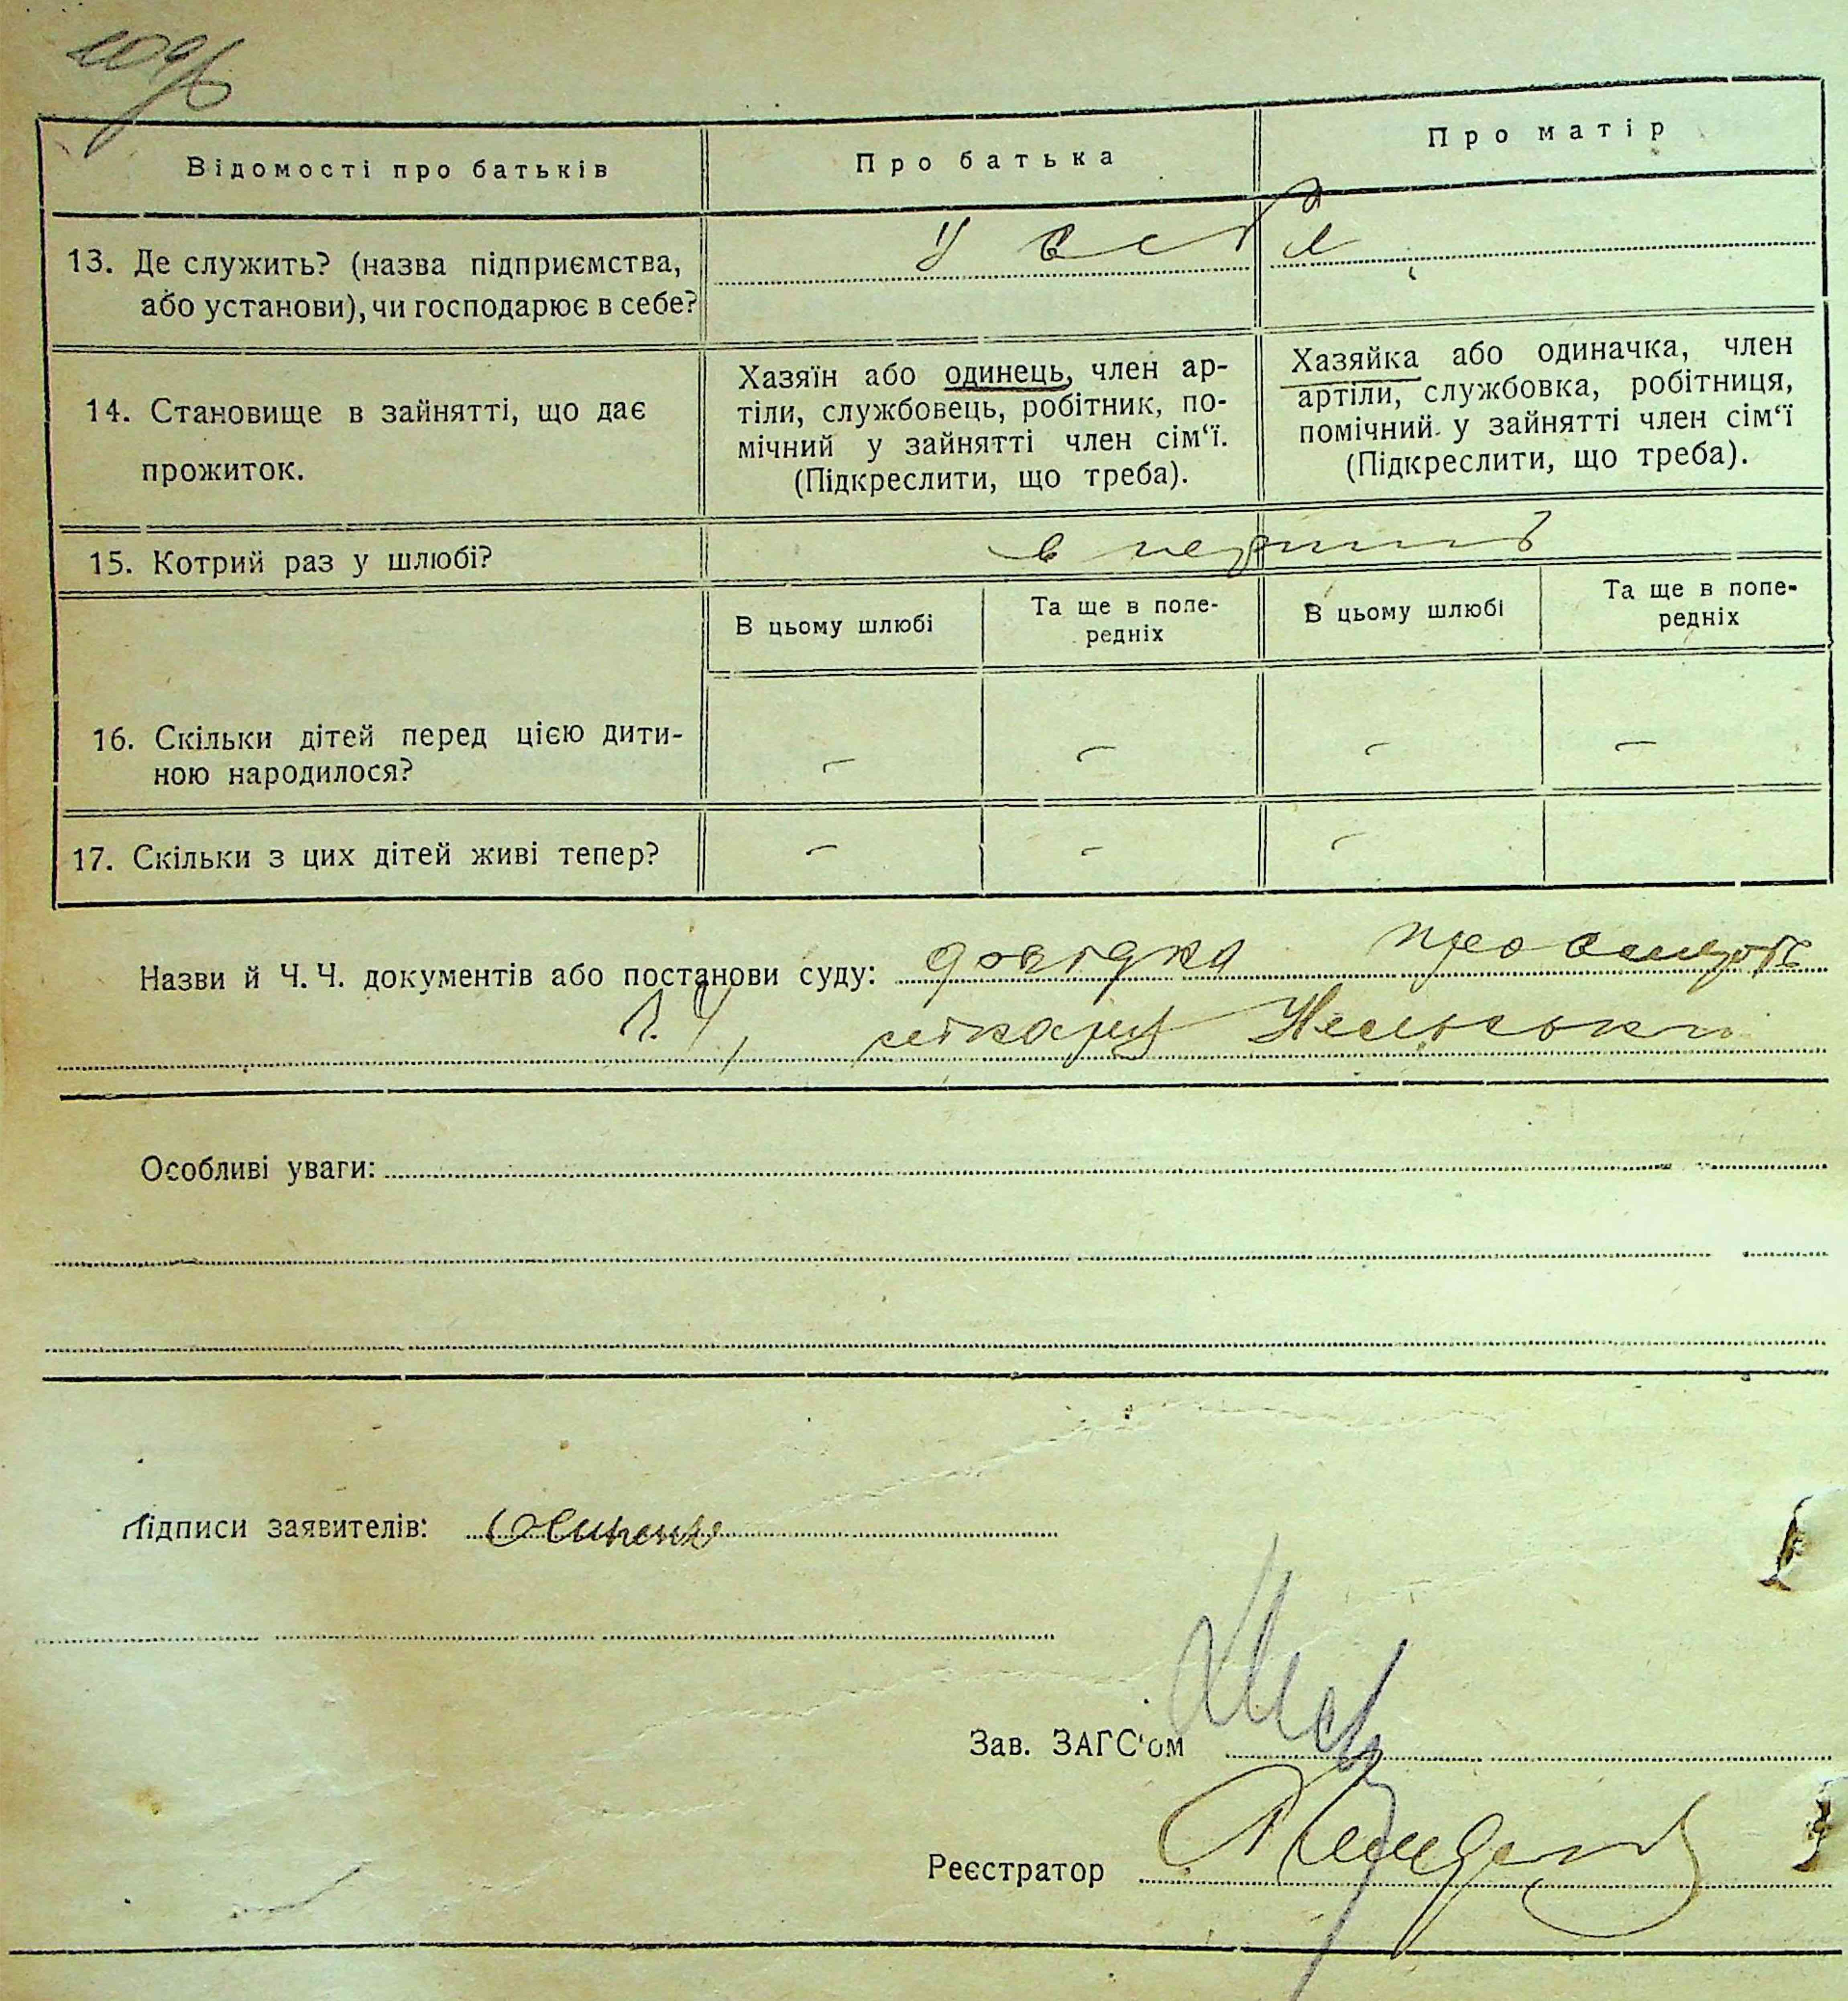 Відомості про батьків
Про батька
Про матір
13. Де служить? (назва підприємства,
або установи), чи господарює в себе?
У себе
14. Становище в зайнятті, що дає
прожиток.
Хазяїн або одинець, член ар-
тіли, службовець, робітник, по-
мічний у зайнятті член сім‘ї.
(Підкреслити, що треба).
Хазяйка або одиначка, член
артіли, службовка, робітниця,
помічний у зайнятті член сім‘ї
(Підкреслити, що треба).
15. Котрий раз у шлюбі?
в перший
В цьому шлюбі
Та ще в попе-
редніх
В цьому шлюбі
Та ще в попе-
редніх
16. Скільки дітей перед цією дити-
ною народилося?
- - - -
17. Скільки з цих дітей живі тепер?
- - -
Назви й Ч. Ч. документів або постанови суду: довідка про
лікаря
Особливі уваги:
Підписи заявителів:
Зав. ЗАГС‘ом
Реєстратор